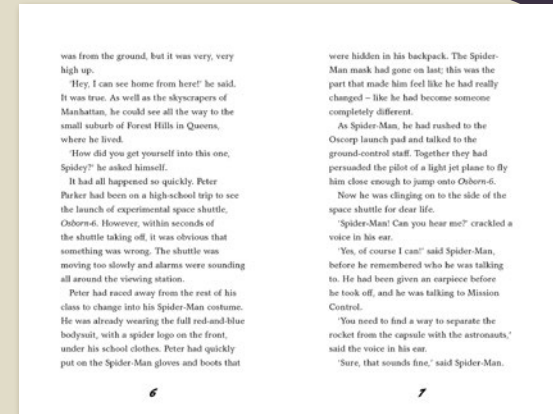 was from the ground, but it was very, very
high up.
'Hey, I can see home from here!' he said.
It was true. As well as the skyscrapers of
Manhattan, he could see all the way to the
small suburb of Forest Hills in Queens,
where he lived.
'How did you get yourself into this one,
Spidey?' he asked himself.
It had all happened so quickly. Peter
Parker had been on a high-school trip to see
the launch of experimental space shuttle,
Osborn-6. However, within seconds of
the shuttle taking off, it was obvious that
something was wrong. The shuttle was
moving too slowly and alarms were sounding
all around the viewing station.
Peter had raced away from the rest of his
class to change into his Spider-Man costume.
He was already wearing the full red-and-blue
bodysuit, with a spider logo on the front,
under his school clothes. Peter had quickly
put on the Spider-Man gloves and boots that
6
were hidden in his backpack. The Spider-
Man mask had gone on last; this was the
part that made him feel like he had really
changed – like he had become someone
completely different.
As Spider-Man, he had rushed to the
Oscorp launch pad and talked to the
ground-control staff. Together they had
persuaded the pilot of a light jet plane to fly
him close enough to jump onto Osborn-6.
Now he was clinging on to the side of the
space shuttle for dear life.
'Spider-Man! Can you hear me?' crackled a
voice in his ear.
'Yes, of course I can!' said Spider-Man,
before he remembered who he was talking
to. He had been given an earpiece before
he took off, and he was talking to Mission
Control.
'You need to find a way to separate the
rocket from the capsule with the astronauts,'
said the voice in his ear.
'Sure, that sounds fine,' said Spider-Man.
7